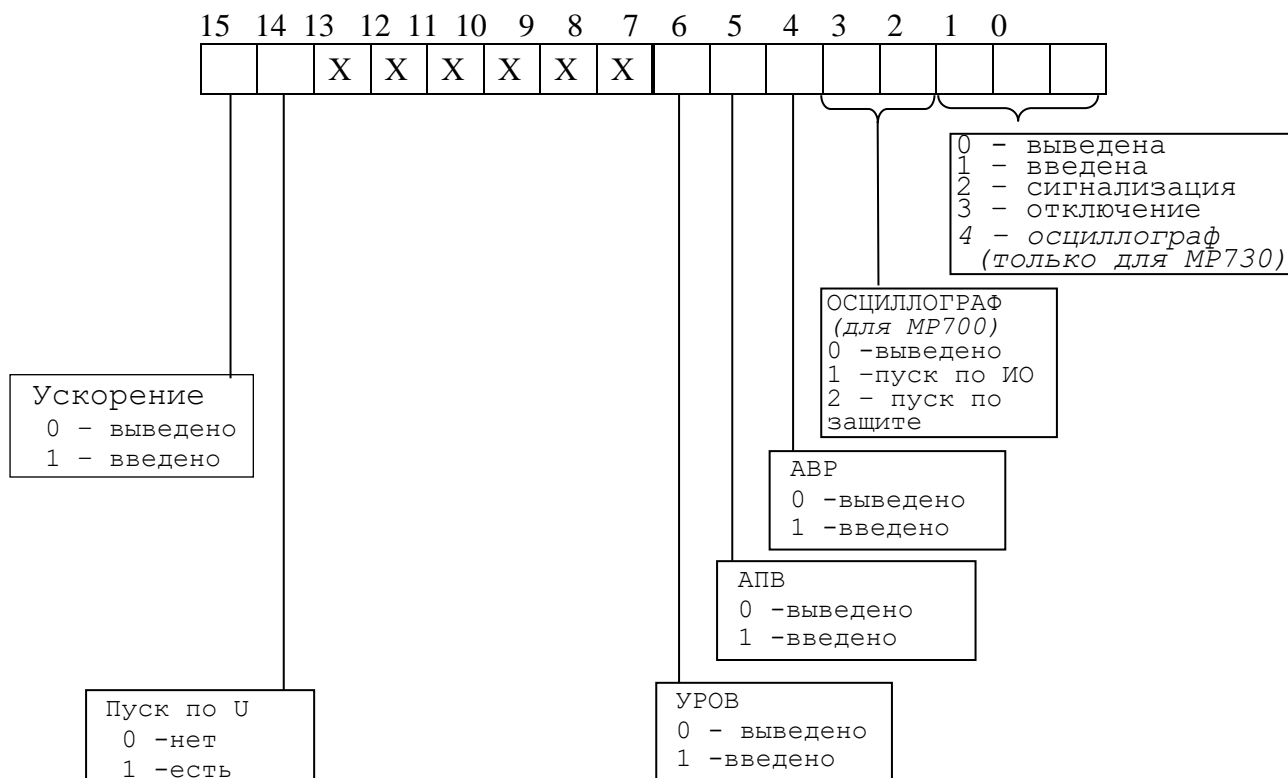 15 14 13 12 11 10 9 8 7 6 5 4 3 2 1 0
X X X X X X
0 – выведена
1 – введена
2 – сигнализация
3 – отключение
4 – осциллограф
(только для МР730)
ОСЦИЛЛОГРАФ
(для МР700)
0 -выведено
1 –пуск по ИО
2 – пуск по
защите
Ускорение
0 – выведено
1 – введено
АВР
0 -выведено
1 -введено
АПВ
0 -выведено
1 -введено
Пуск по U
0 -нет
1 -есть
УРОВ
0 - выведено
1 -введено